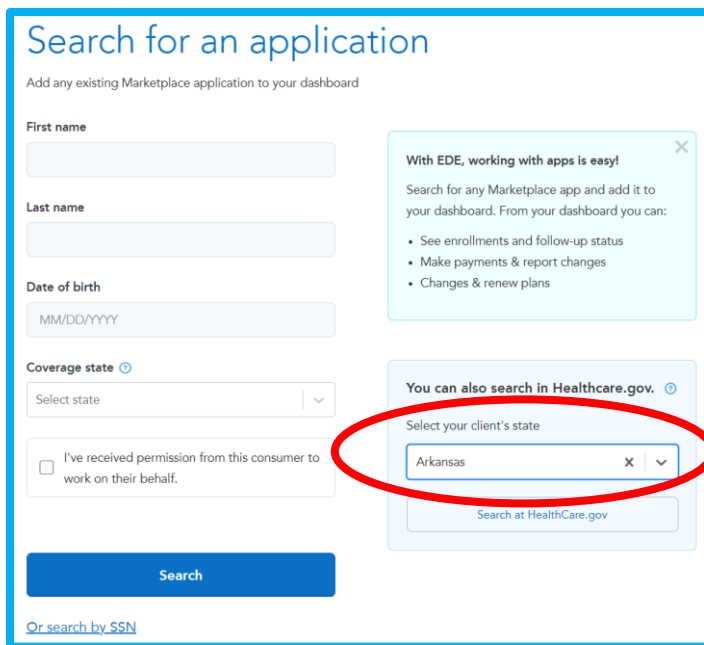 Search for an application
Add any existing Marketplace application to your dashboard
First name
Last name
Date of birth
MM/DD/YYYY
Coverage state ?
Select state
I've received permission from this consumer to
work on their behalf.
Search
Or search by SSN
With EDE, working with apps is easy!
Search for any Marketplace app and add it to
your dashboard. From your dashboard you can:
• See enrollments and follow-up status
• Make payments & report changes
• Changes & renew plans
You can also search in Healthcare.gov. ?
Select your client's state
Arkansas
Search at HealthCare.gov